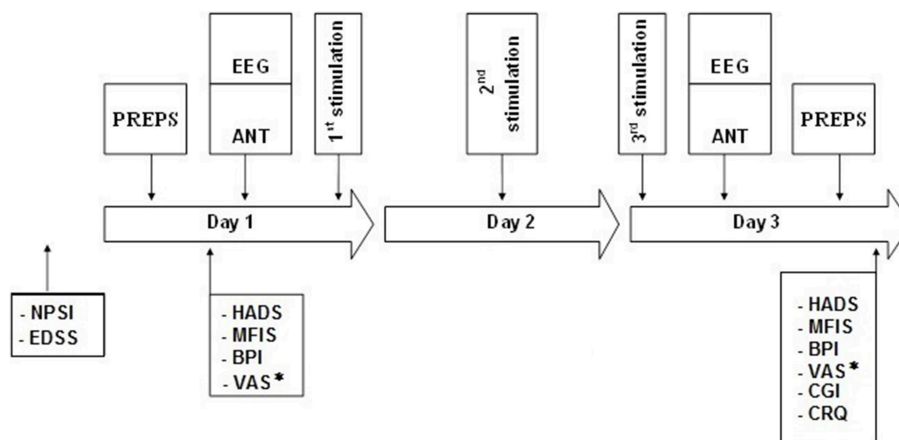 PREPS
EEG
ANT
1st stimulation
2nd
stimulation
3rd stimulation
EEG
ANT
PREPS
Day 1
Day 2
Day 3
- NPSI
- EDSS
- HADS
- MFIS
- BPI
- VAS*
- HADS
- MFIS
- BPI
- VAS*
- CGI
- CRQ